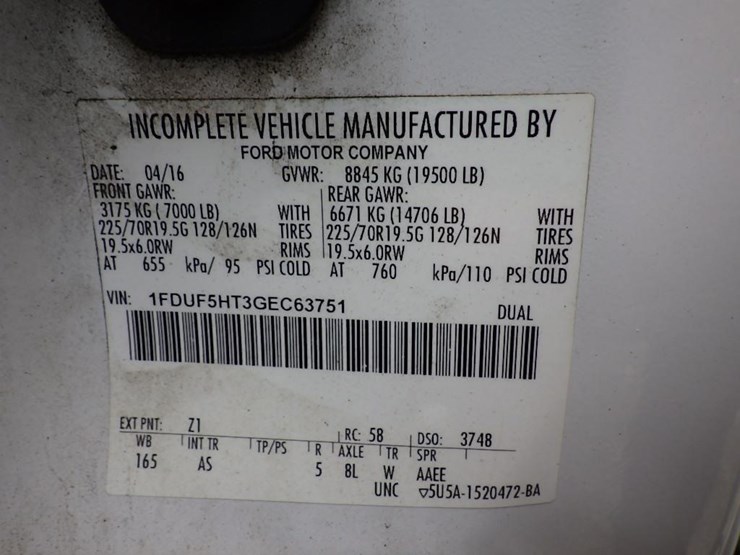 INCOMPLETE VEHICLE MANUFACTURED BY
FORD MOTOR COMPANY
DATE: 04/16 GVWR: 8845 KG (19500 LB)
FRONT GAWR: REAR GAWR:
3175 KG ( 7000 LB) WITH 6671 KG (14706 LB) WITH
225/70R19.5G 128/126N TIRES 225/70R19.5G 128/126N TIRES
19.5x6.0RW RIMS 19.5x6.0RW RIMS
AT 655 kPa/ 95 PSI COLD AT 760 kPa/110 PSI COLD
VIN: 1FDUF5HT3GEC63751 DUAL
EXT PNT: Z1 RC: 58 DSO: 3748
WB INT TR TP/PS R AXLE TR SPR
165 AS 5 8L W AAEE
UNC ▽5U5A-1520472-BA